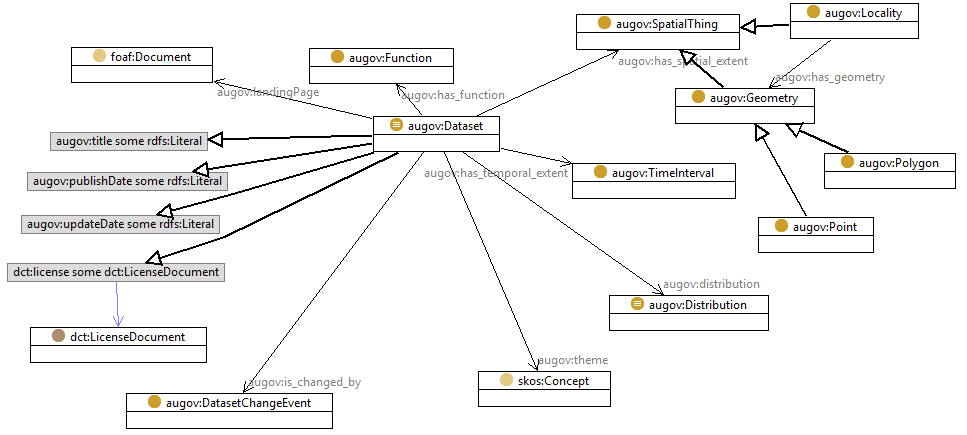 augov:SpatialThing
augov:Locality
foaf:Document
augov:Function
augov:has_spatial_extent
augov:has_geometry
augov:landingPage
augov:has_function
augov:Geometry
augov:Dataset
augov:title some rdfs:Literal
augov:Polygon
augov:has_temporal_extent
augov:TimeInterval
augov:publishDate some rdfs:Literal
augov:updateDate some rdfs:Literal
augov:Point
dct:license some dct:LicenseDocument
augov:distribution
augov:Distribution
dct:LicenseDocument
augov:theme
augov:is_changed_by
skos:Concept
augov:DatasetChangeEvent